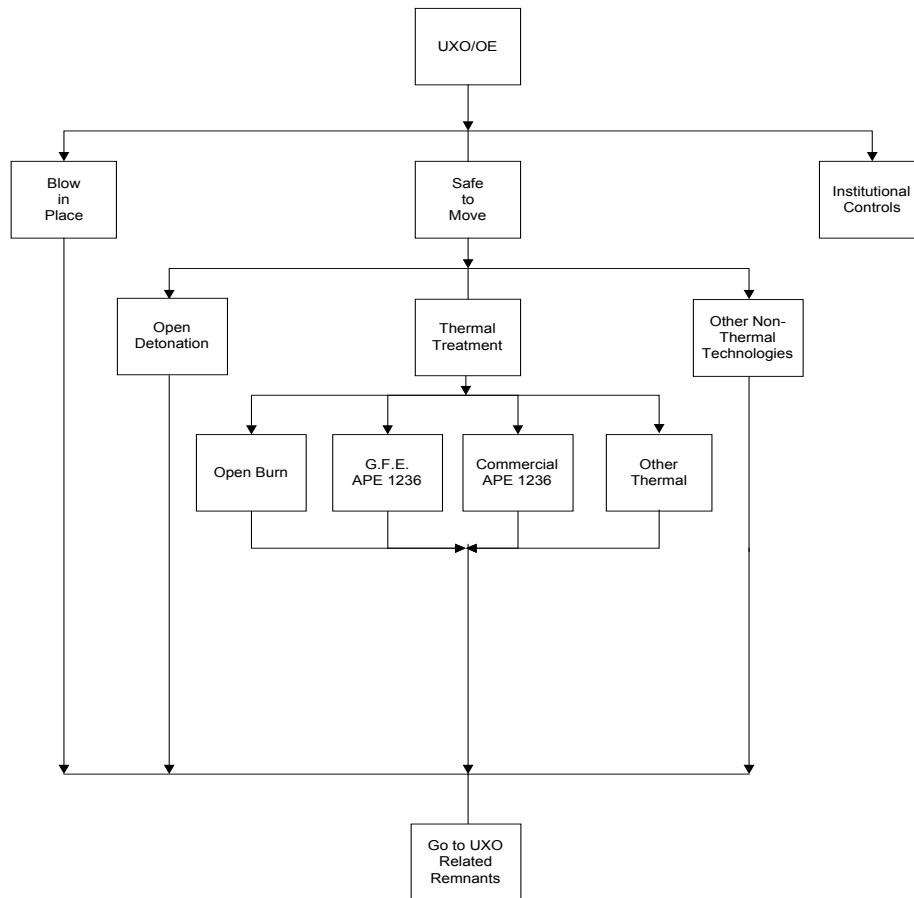 UXO/OE
Blow
in
Place
Safe
to
Move
Institutional
Controls
Open
Detonation
Thermal
Treatment
Other Non-
Thermal
Technologies
Open Burn
G.F.E.
APE 1236
Commercial
APE 1236
Other
Thermal
Go to UXO
Related
Remnants